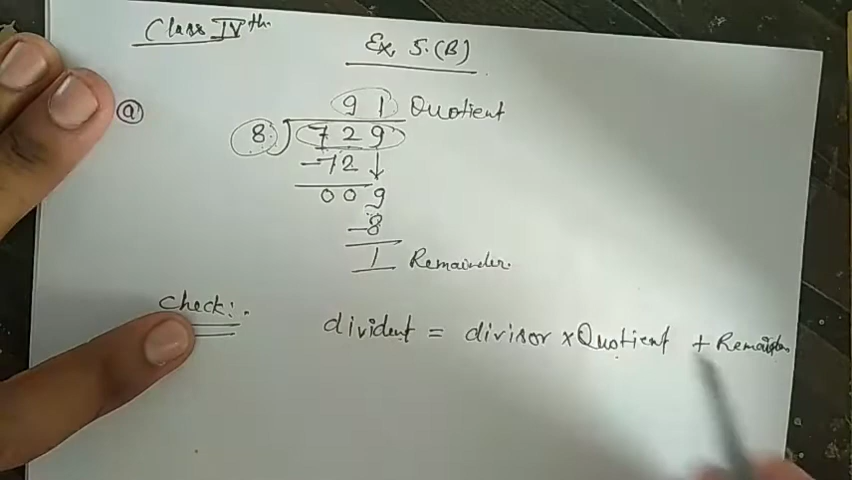 Class IVth.
Ex. 5.(B)
(a)
91 Quotient
8) 729
-72↓
009
-8
1 Remainder.
Check:-
divident = divisor × Quotient + Remainder